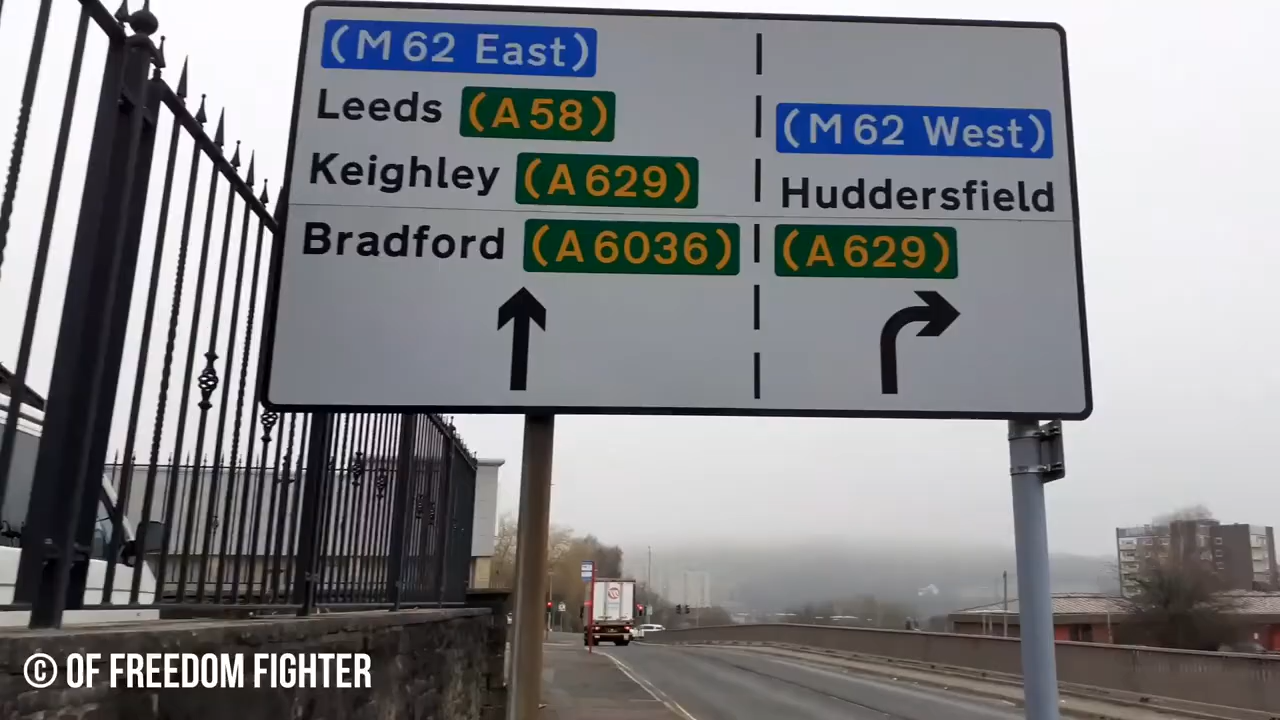 (M 62 East)
Leeds (A 58)
Keighley (A 629)
Bradford (A 6036)
(M 62 West)
Huddersfield
(A 629)
© OF FREEDOM FIGHTER